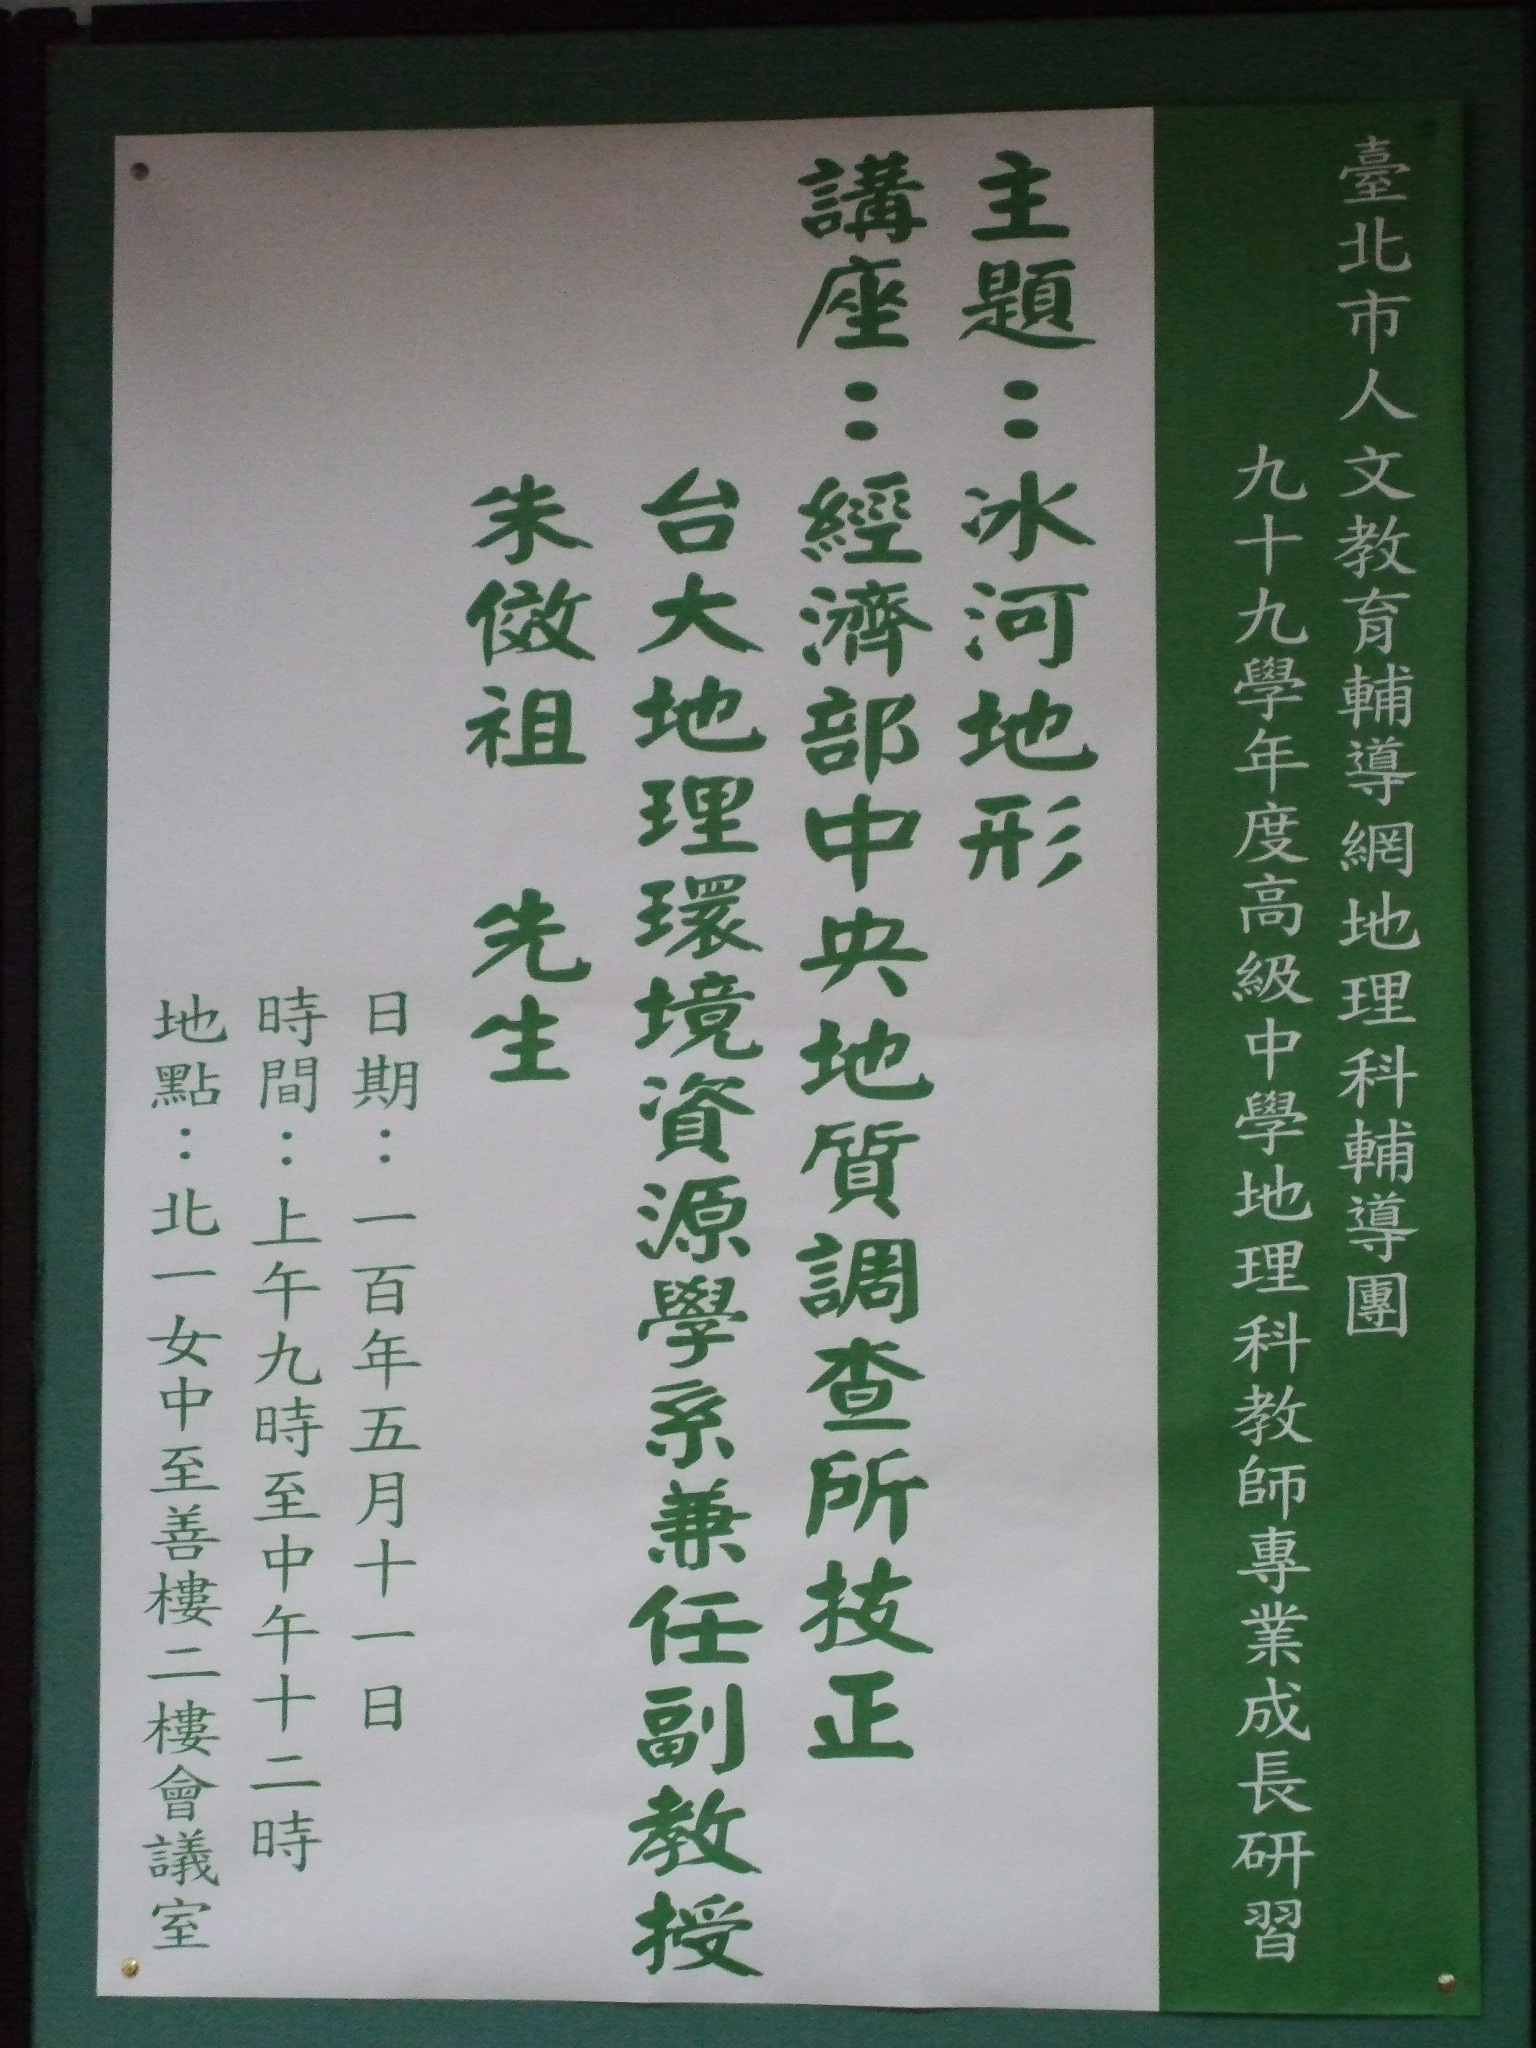 臺北市人文教育輔導網地理科輔導團
九十九學年度高級中學地理科教師專業成長研習
主題：冰河地形
講座：經濟部中央地質調查所技正
台大地理環境資源學系兼任副教授
朱傚祖 先生
日期：一百年五月十一日
時間：上午九時至中午十二時
地點：北一女中至善樓二樓會議室